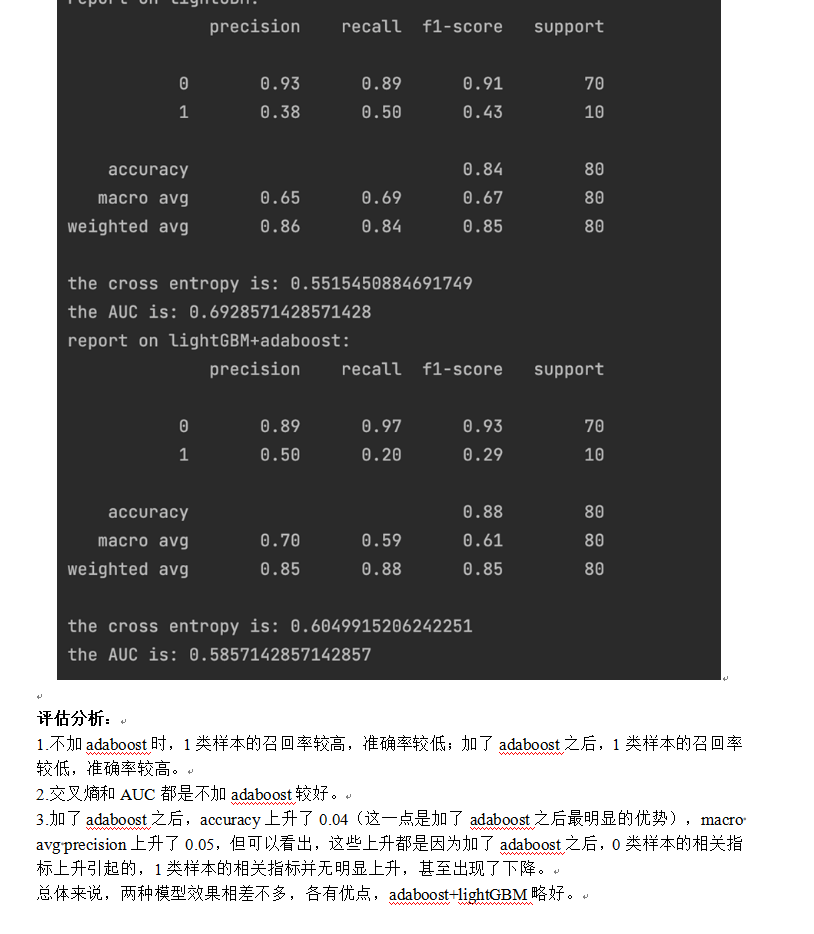 report on lightGBM:
precision recall f1-score support
0 0.93 0.89 0.91 70
1 0.38 0.50 0.43 10
accuracy 0.84 80
macro avg 0.65 0.69 0.67 80
weighted avg 0.86 0.84 0.85 80
the cross entropy is: 0.5515450884691749
the AUC is: 0.6928571428571428
report on lightGBM+adaboost:
precision recall f1-score support
0 0.89 0.97 0.93 70
1 0.50 0.20 0.29 10
accuracy 0.88 80
macro avg 0.70 0.59 0.61 80
weighted avg 0.85 0.88 0.85 80
the cross entropy is: 0.6049915206242251
the AUC is: 0.5857142857142857
评估分析：
1.不加 adaboost 时，1 类样本的召回率较高，准确率较低；加了 adaboost 之后，1 类样本的召回率
较低，准确率较高。
2.交叉熵和 AUC 都是不加 adaboost 较好。
3.加了 adaboost 之后，accuracy 上升了 0.04（这一点是加了 adaboost 之后最明显的优势），macro
avg precision 上升了 0.05，但可以看出，这些上升都是因为加了 adaboost 之后，0 类样本的相关指
标上升引起的，1 类样本的相关指标并无明显上升，甚至出现了下降。
总体来说，两种模型效果相差不多，各有优点，adaboost+lightGBM 略好。